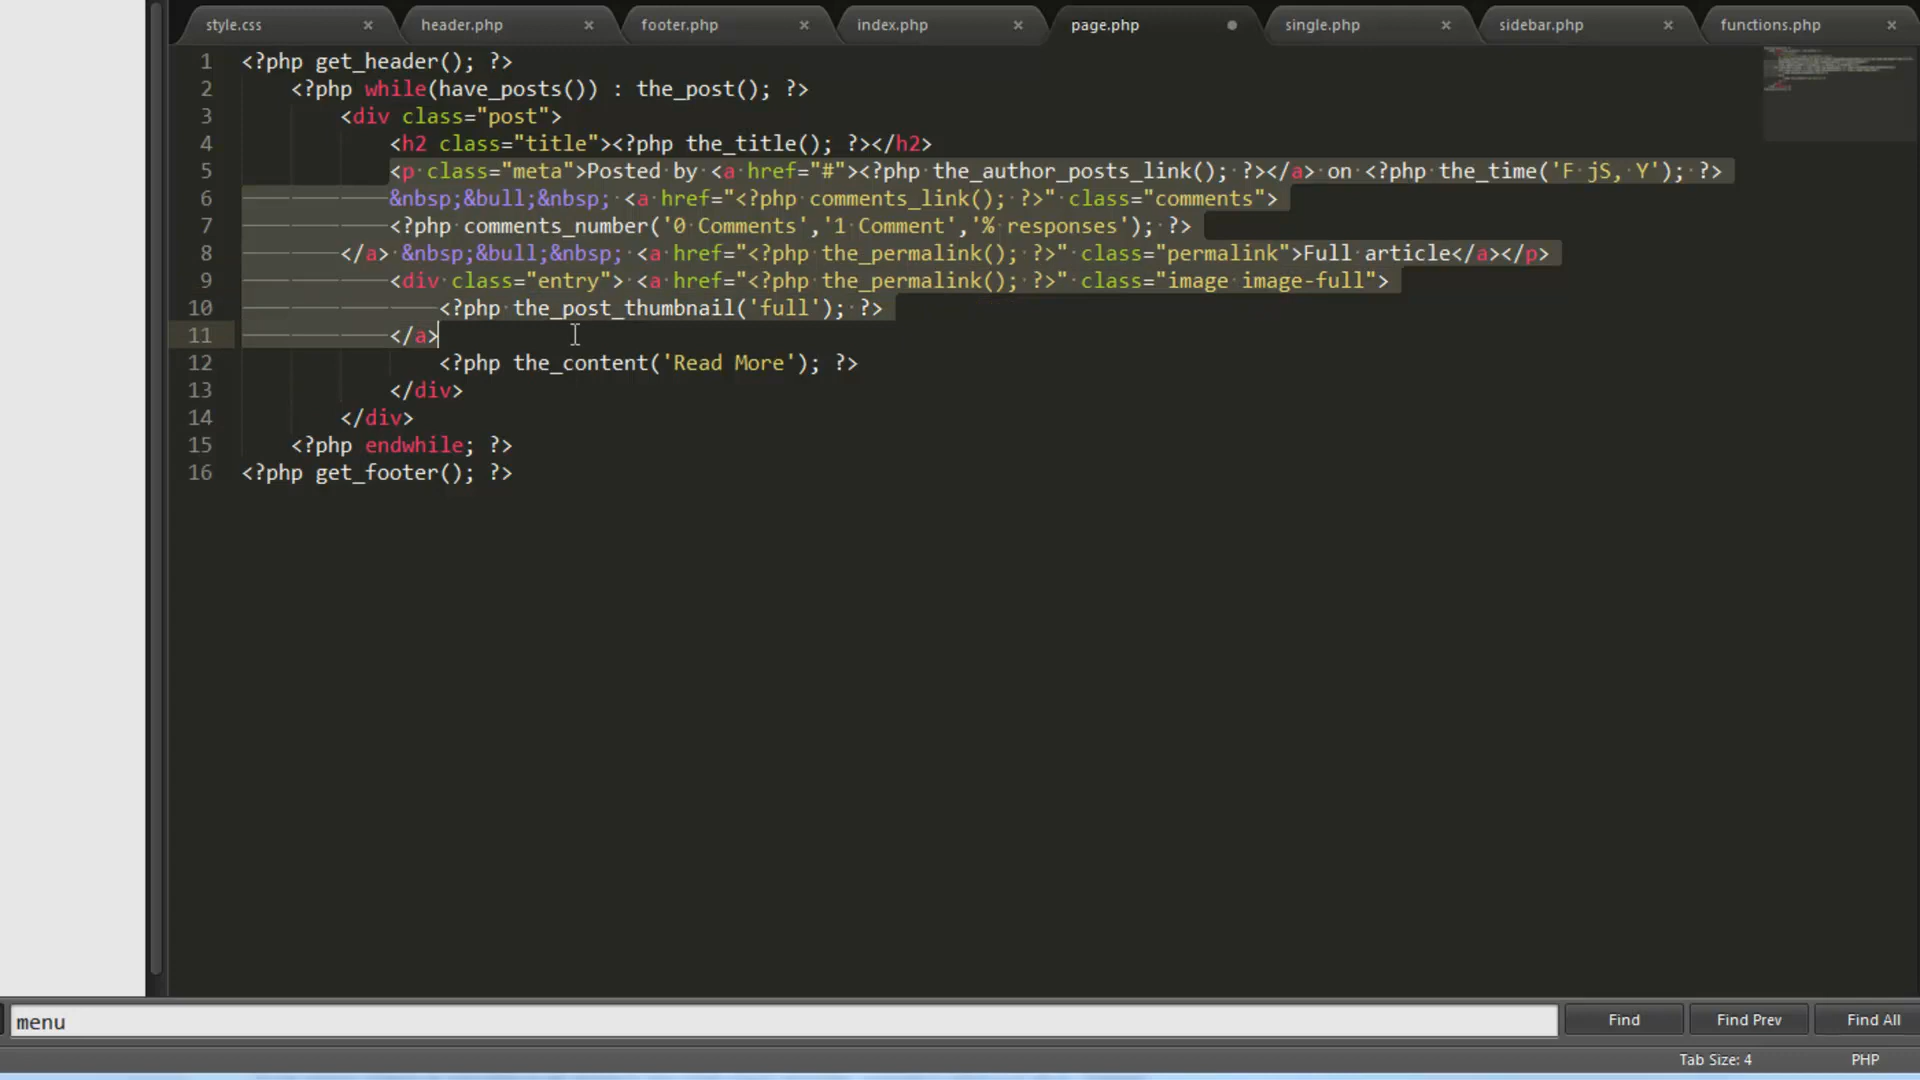 style.css × header.php × footer.php × index.php × page.php single.php × sidebar.php × functions.php ×
1 <?php get_header(); ?>
2 <?php while(have_posts()) : the_post(); ?>
3 <div class="post">
4 <h2 class="title"><?php the_title(); ?></h2>
5 <p class="meta">Posted by <a href="#"><?php the_author_posts_link(); ?></a> on <?php the_time('F jS, Y'); ?>
6 &nbsp;&bull;&nbsp; <a href="<?php comments_link(); ?>" class="comments">
7 <?php comments_number('0 Comments','1 Comment','% responses'); ?>
8 </a> &nbsp;&bull;&nbsp; <a href="<?php the_permalink(); ?>" class="permalink">Full article</a></p>
9 <div class="entry"> <a href="<?php the_permalink(); ?>" class="image image-full">
10 <?php the_post_thumbnail('full'); ?>
11 </a>
12 <?php the_content('Read More'); ?>
13 </div>
14 </div>
15 <?php endwhile; ?>
16 <?php get_footer(); ?>
menu Find Find Prev Find All
Tab Size: 4 PHP